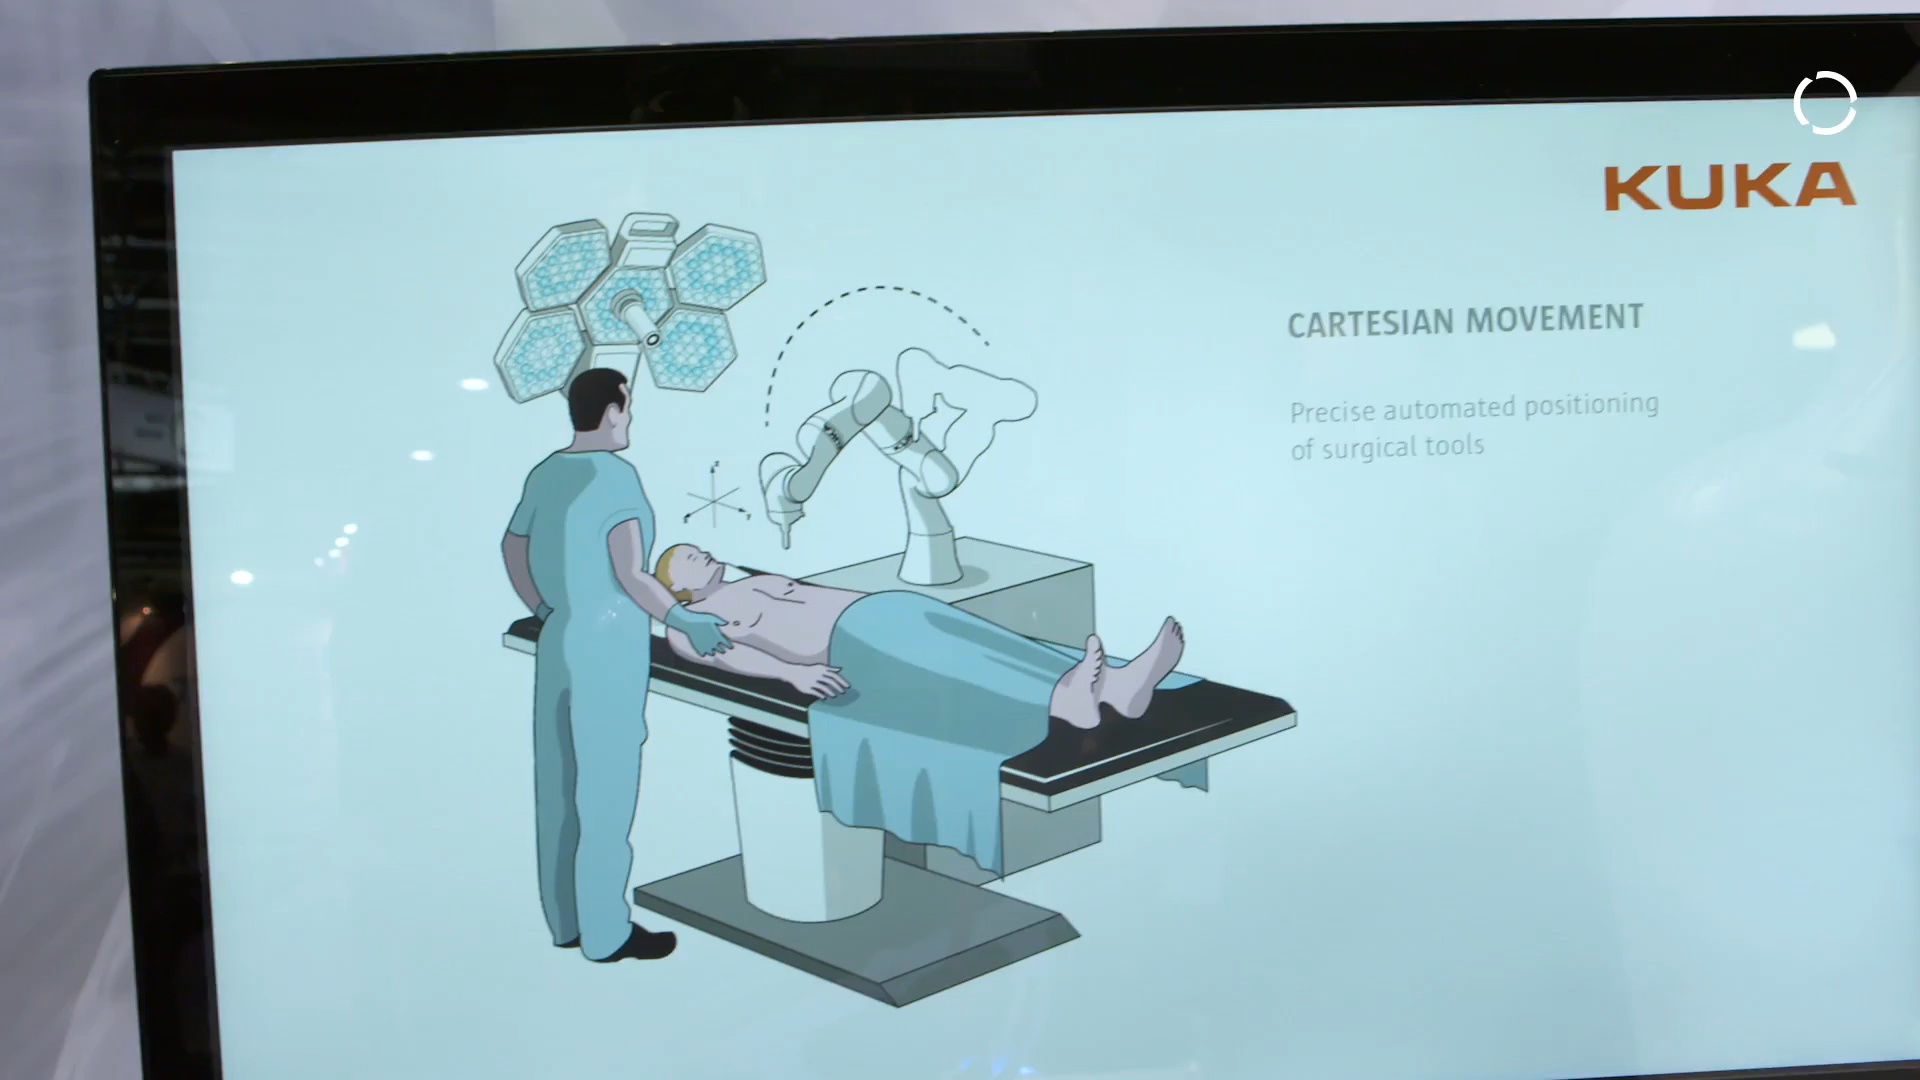 KUKA
CARTESIAN MOVEMENT
Precise automated positioning
of surgical tools